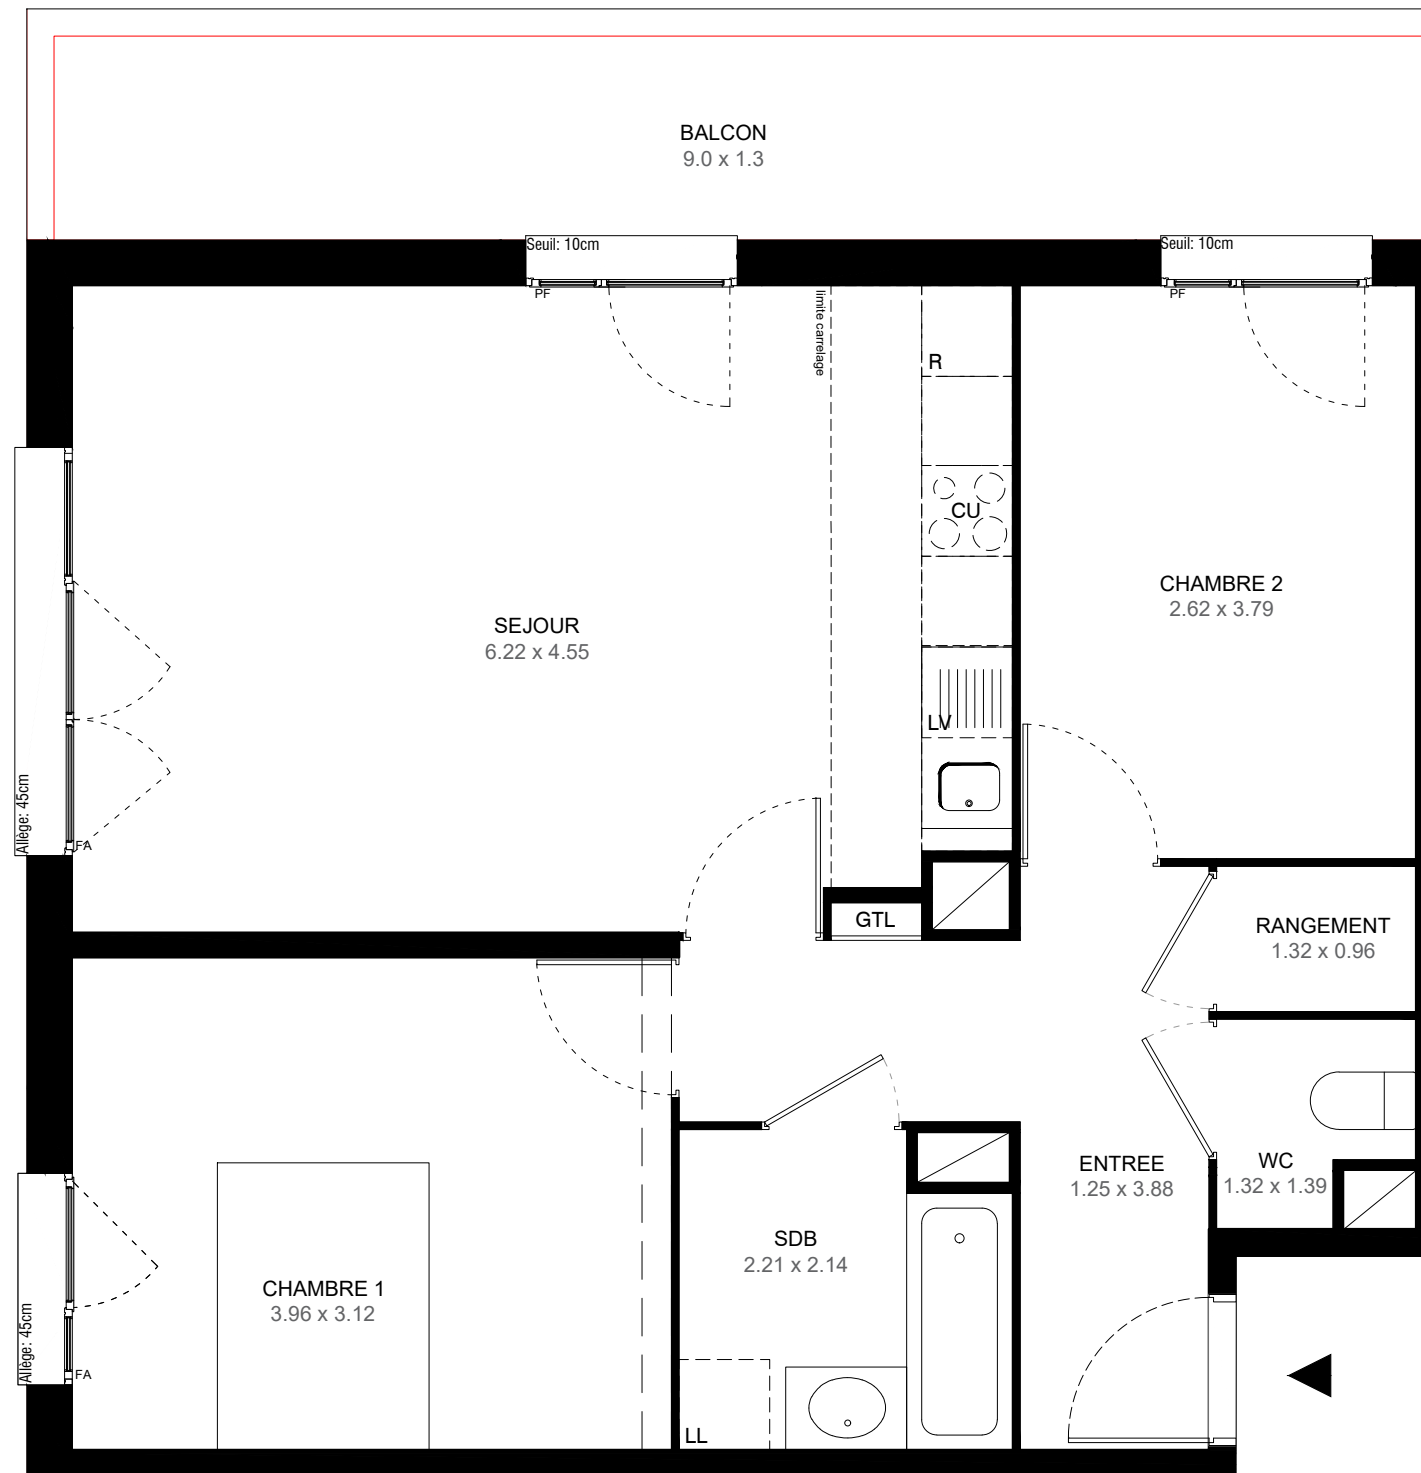 BALCON
9.0 x 1.3
Seuil: 10cm
Seuil: 10cm
PF
PF
limite carrelage
R
CU
CHAMBRE 2
2.62 x 3.79
SEJOUR
6.22 x 4.55
LV
Allège: 45cm
FA
GTL
RANGEMENT
1.32 x 0.96
ENTREE
1.25 x 3.88
WC
1.32 x 1.39
SDB
2.21 x 2.14
CHAMBRE 1
3.96 x 3.12
Allège: 45cm
FA
LL